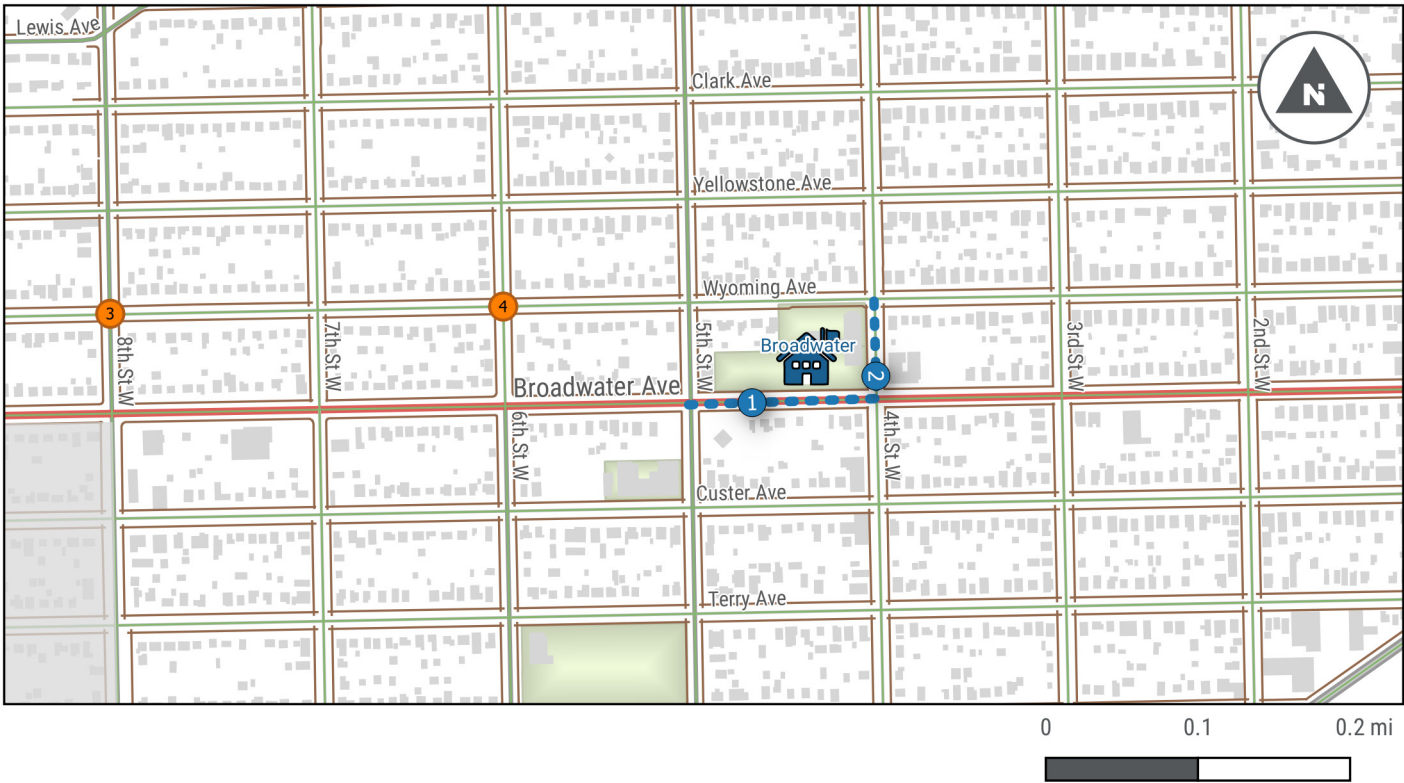 Lewis Ave
Clark Ave
N
Yellowstone Ave
Wyoming Ave
3
4
8th St W
7th St W
5th St W
Broadwater
3rd St W
2nd St W
2
Broadwater Ave
1
6th St W
4th St W
Custer Ave
Terry Ave
0 0.1 0.2 mi